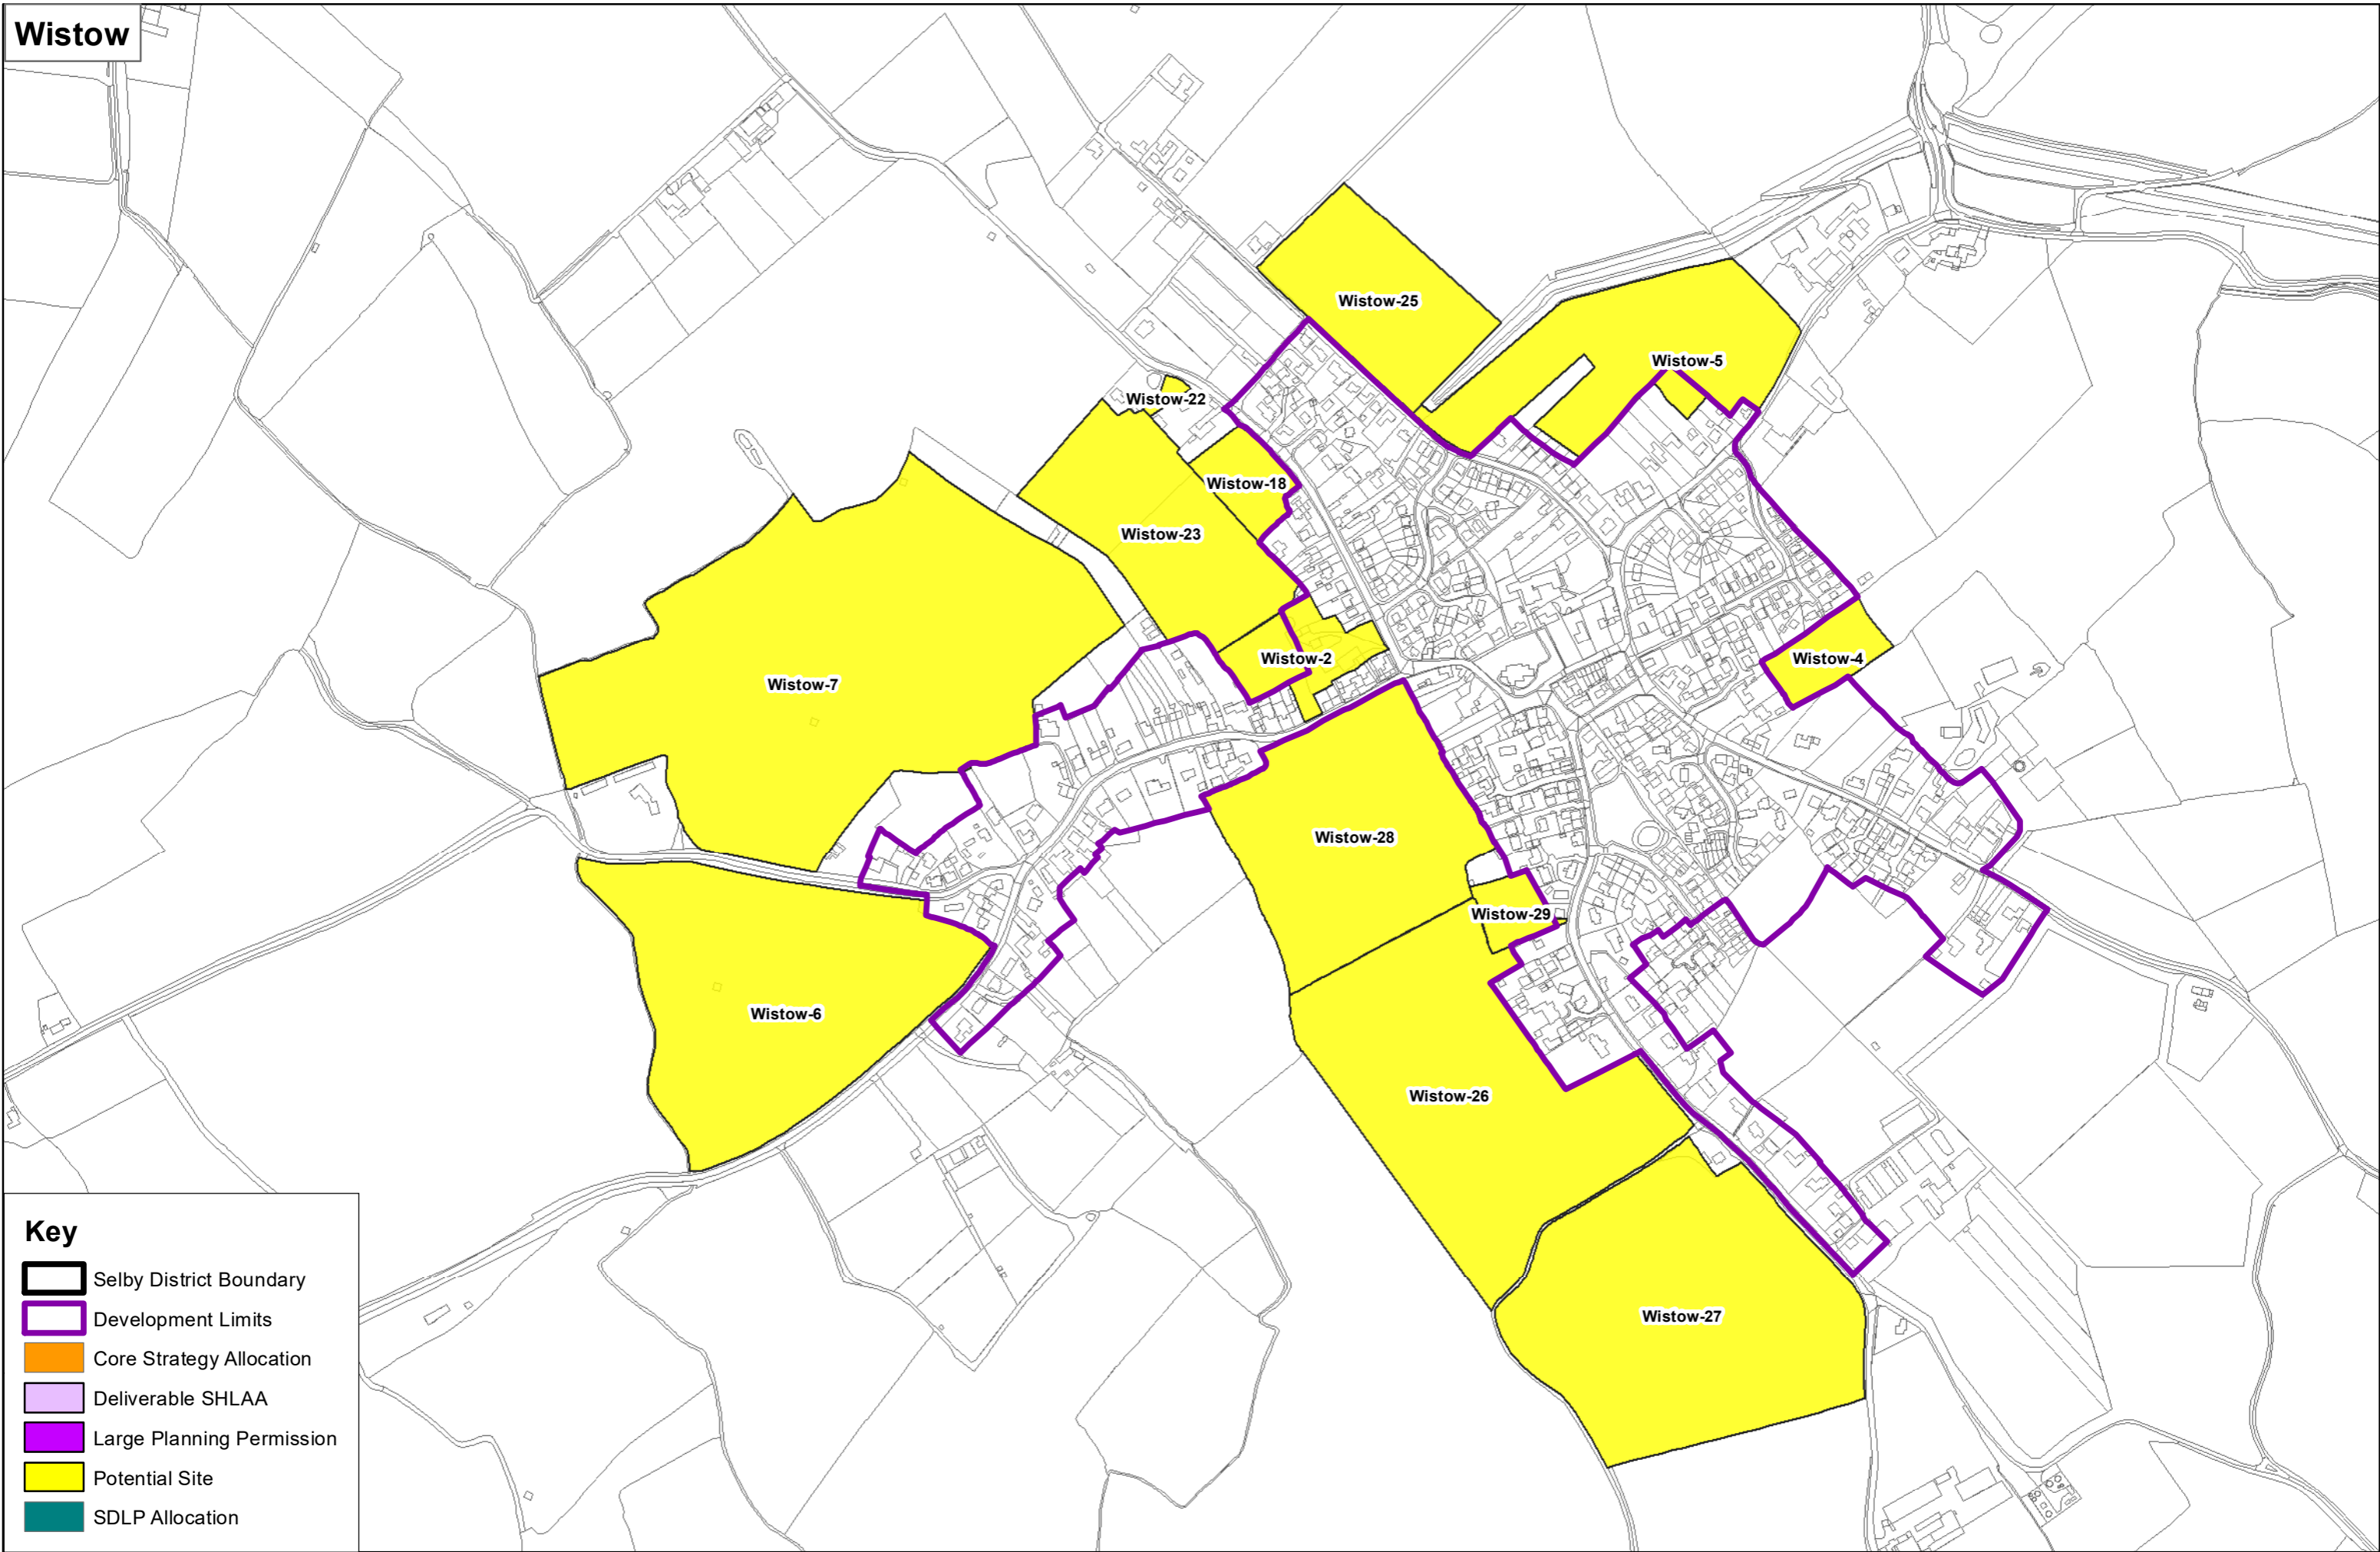 Wistow
Wistow-25
Wistow-5
Wistow-22
Wistow-18
Wistow-23
Wistow-2
Wistow-4
Wistow-7
Wistow-28
Wistow-29
Wistow-6
Wistow-26
Wistow-27
Key
Selby District Boundary
Development Limits
Core Strategy Allocation
Deliverable SHLAA
Large Planning Permission
Potential Site
SDLP Allocation